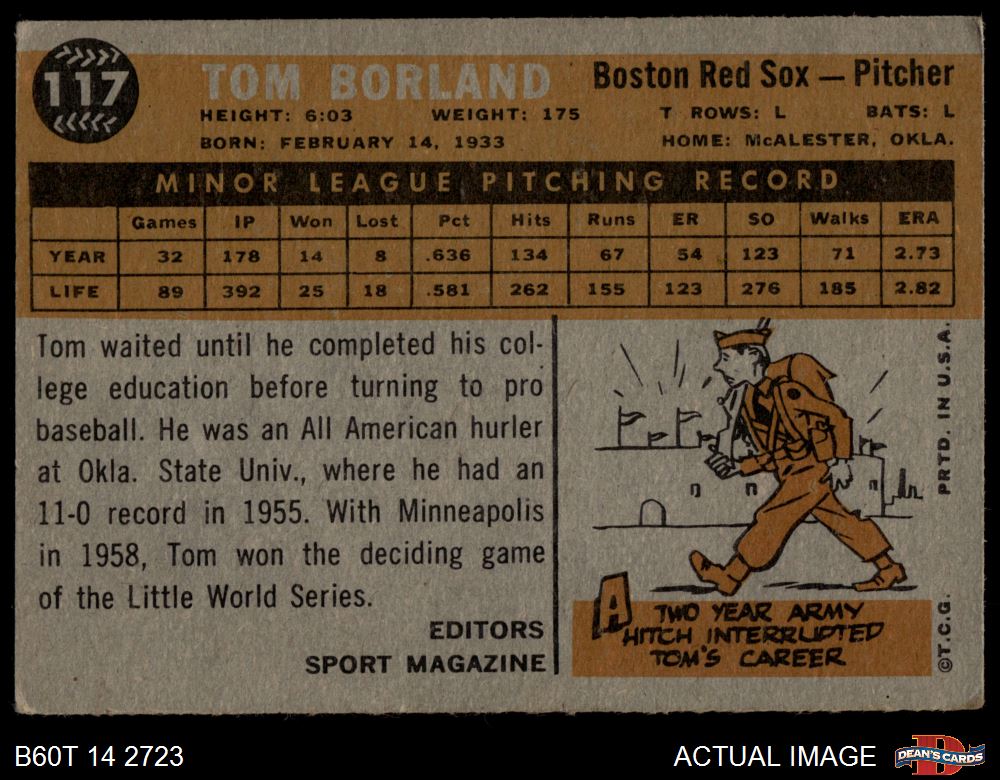 117
TOM BORLAND
Boston Red Sox — Pitcher
HEIGHT: 6:03 WEIGHT: 175 T ROWS: L BATS: L
BORN: FEBRUARY 14, 1933 HOME: McALESTER, OKLA.
MINOR LEAGUE PITCHING RECORD
Games IP Won Lost Pct Hits Runs ER SO Walks ERA
YEAR 32 178 14 8 .636 134 67 54 123 71 2.73
LIFE 89 392 25 18 .581 262 155 123 276 185 2.82
Tom waited until he completed his col-
lege education before turning to pro
baseball. He was an All American hurler
at Okla. State Univ., where he had an
11-0 record in 1955. With Minneapolis
in 1958, Tom won the deciding game
of the Little World Series.
EDITORS
SPORT MAGAZINE
A TWO YEAR ARMY
HITCH INTERRUPTED
TOM'S CAREER
©T.C.G. PRTD. IN U.S.A.
B60T 14 2723
ACTUAL IMAGE
DEAN'S CARDS